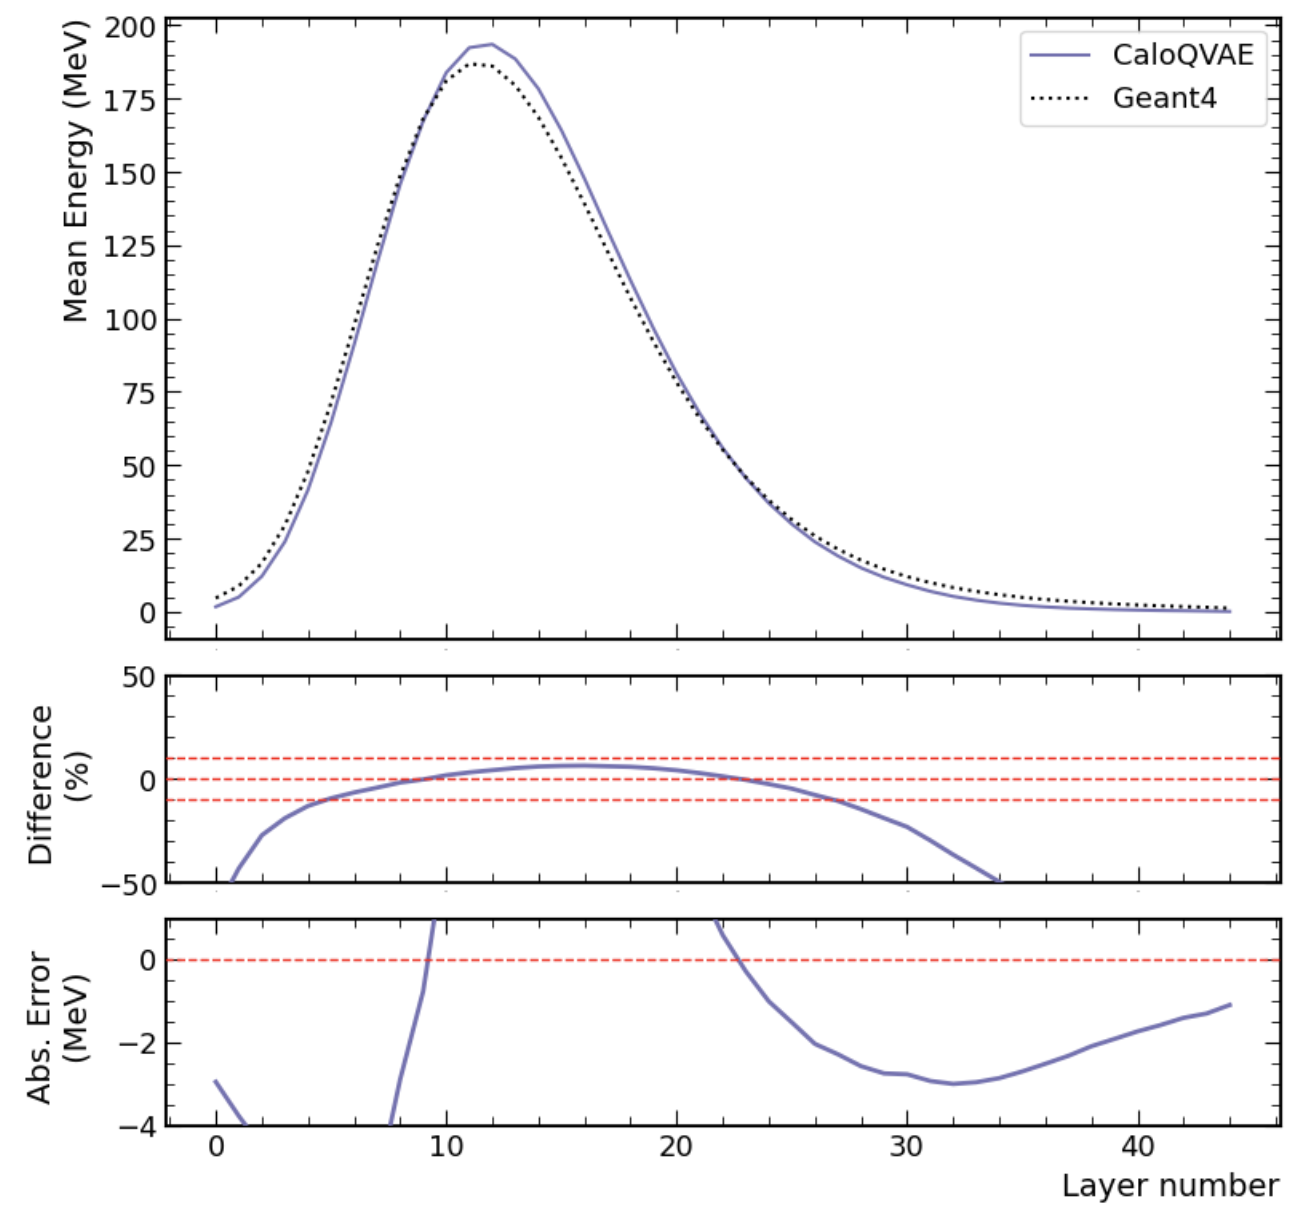 Mean Energy (MeV)
200
175
150
125
100
75
50
25
0
CaloQVAE
Geant4
Difference
(%)
50
0
−50
Abs. Error
(MeV)
0
−2
−4
0 10 20 30 40
Layer number